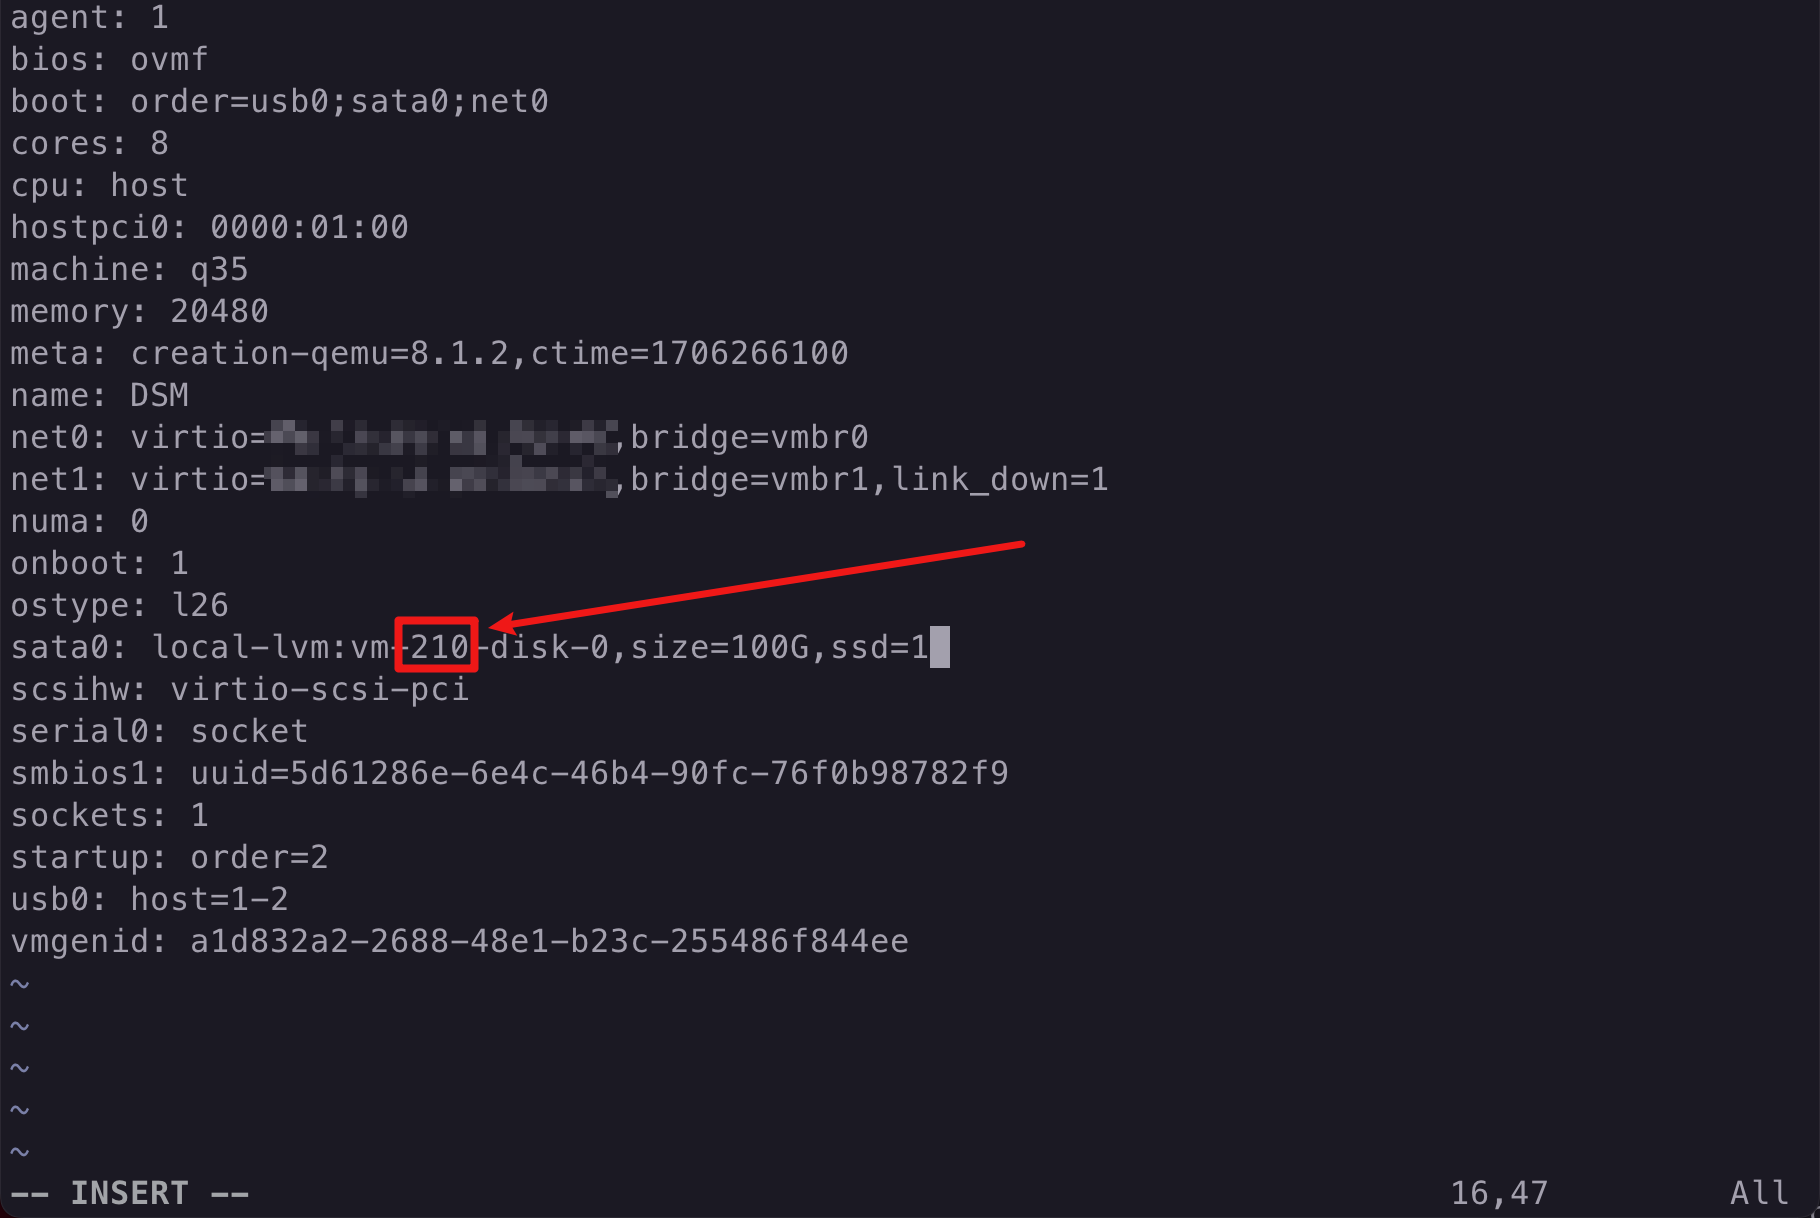 agent: 1
bios: ovmf
boot: order=usb0;sata0;net0
cores: 8
cpu: host
hostpci0: 0000:01:00
machine: q35
memory: 20480
meta: creation-qemu=8.1.2,ctime=1706266100
name: DSM
net0: virtio=,bridge=vmbr0
net1: virtio=,bridge=vmbr1,link_down=1
numa: 0
onboot: 1
ostype: l26
sata0: local-lvm:vm-210-disk-0,size=100G,ssd=1
scsihw: virtio-scsi-pci
serial0: socket
smbios1: uuid=5d61286e-6e4c-46b4-90fc-76f0b98782f9
sockets: 1
startup: order=2
usb0: host=1-2
vmgenid: a1d832a2-2688-48e1-b23c-255486f844ee
~
~
~
~
~
-- INSERT -- 16,47 All